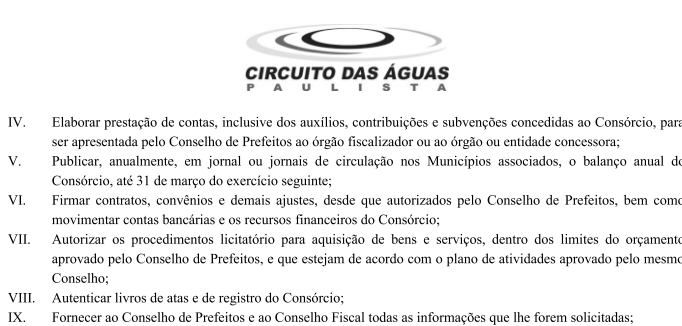 CIRCUITO DAS ÁGUAS
PAULISTA
IV. Elaborar prestação de contas, inclusive dos auxílios, contribuições e subvenções concedidas ao Consórcio, para
ser apresentada pelo Conselho de Prefeitos ao órgão fiscalizador ou ao órgão ou entidade concessora;
V. Publicar, anualmente, em jornal ou jornais de circulação nos Municípios associados, o balanço anual do
Consórcio, até 31 de março do exercício seguinte;
VI. Firmar contratos, convênios e demais ajustes, desde que autorizados pelo Conselho de Prefeitos, bem como
movimentar contas bancárias e os recursos financeiros do Consórcio;
VII. Autorizar os procedimentos licitatório para aquisição de bens e serviços, dentro dos limites do orçamento
aprovado pelo Conselho de Prefeitos, e que estejam de acordo com o plano de atividades aprovado pelo mesmo
Conselho;
VIII. Autenticar livros de atas e de registro do Consórcio;
IX. Fornecer ao Conselho de Prefeitos e ao Conselho Fiscal todas as informações que lhe forem solicitadas;